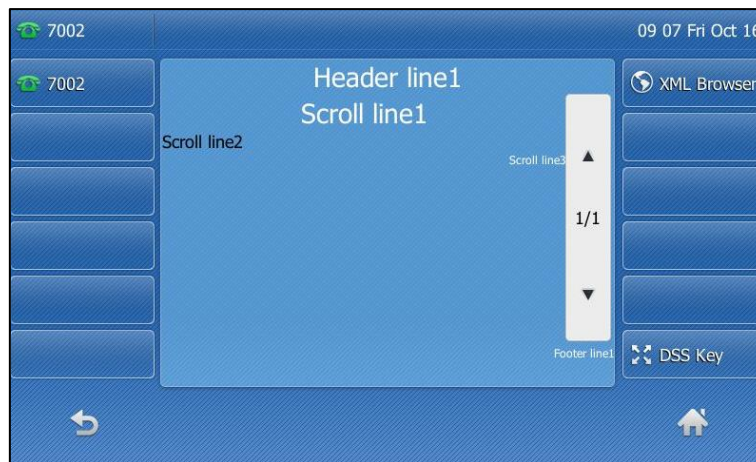 7002
09 07 Fri Oct 16
7002
Header line1
XML Browser
Scroll line1
Scroll line2
Scroll line3
1/1
Footer line1
DSS Key